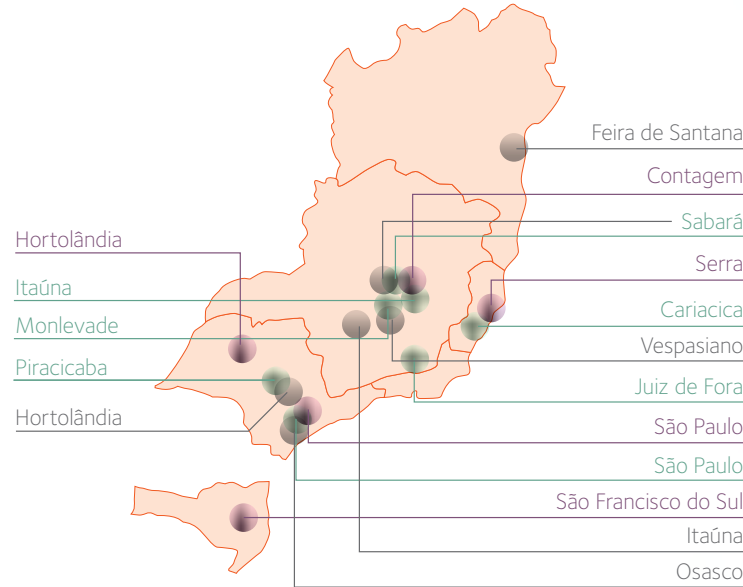 Feira de Santana
Contagem
Sabará
Serra
Cariacica
Vespasiano
Juiz de Fora
São Paulo
São Paulo
São Francisco do Sul
Itaúna
Osasco
Hortolândia
Itaúna
Monlevade
Piracicaba
Hortolândia